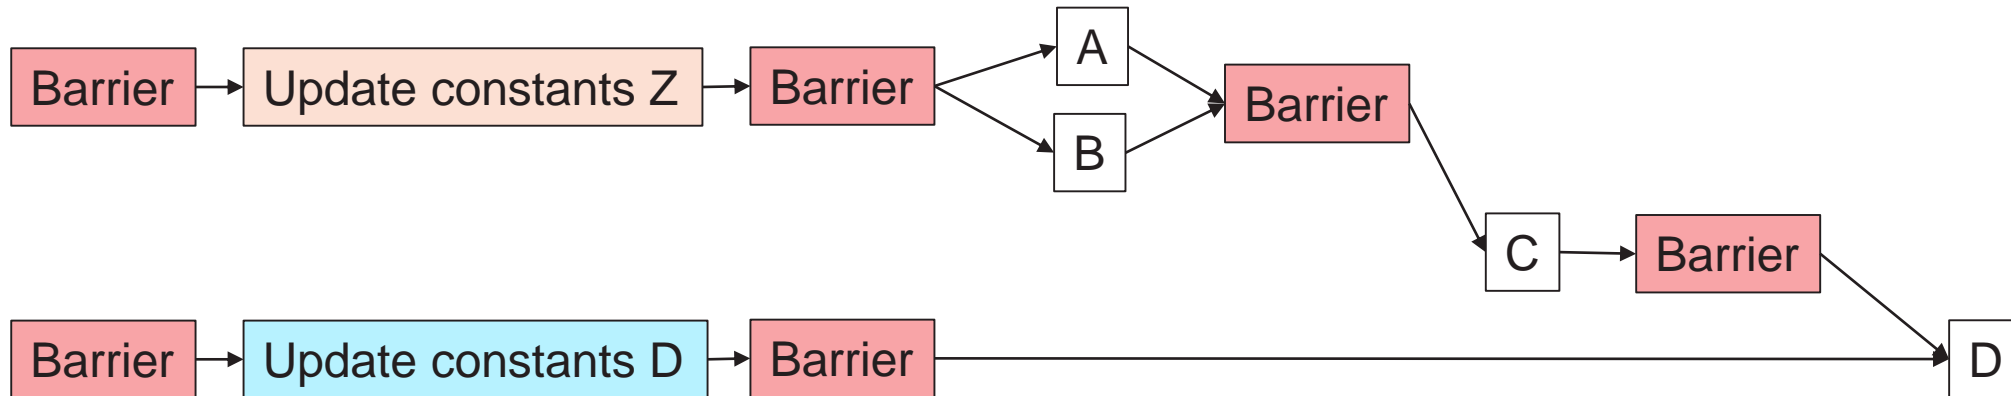 Barrier
Update constants Z
Barrier
A
B
Barrier
C
Barrier
Barrier
Update constants D
Barrier
D